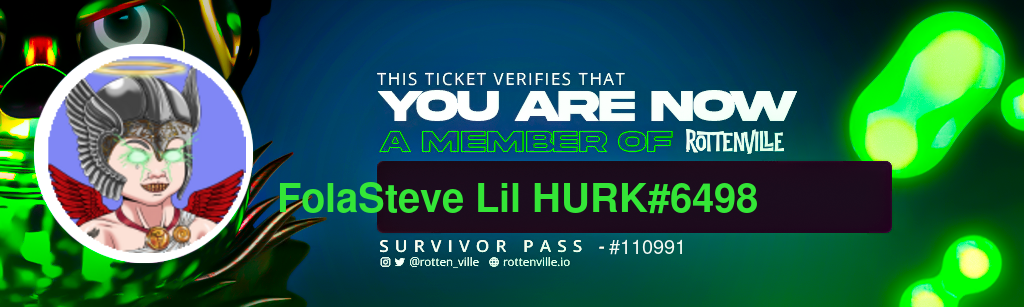 THIS TICKET VERIFIES THAT
YOU ARE NOW
A MEMBER OF ROTTENVILLE
FolaSteve Lil HURK#6498
SURVIVOR PASS - #110991
@rotten_ville rottenville.io